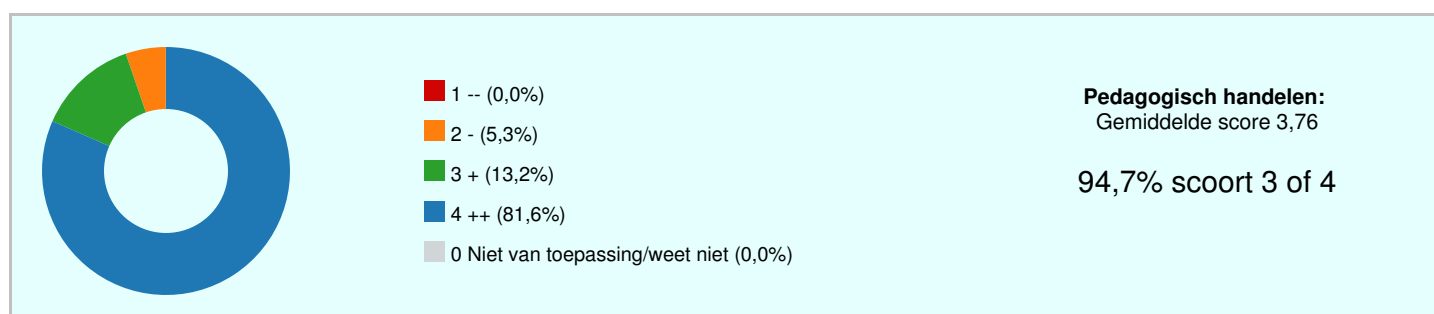 1 -- (0,0%)
2 - (5,3%)
3 + (13,2%)
4 ++ (81,6%)
0 Niet van toepassing/weet niet (0,0%)
Pedagogisch handelen:
Gemiddelde score 3,76
94,7% scoort 3 of 4